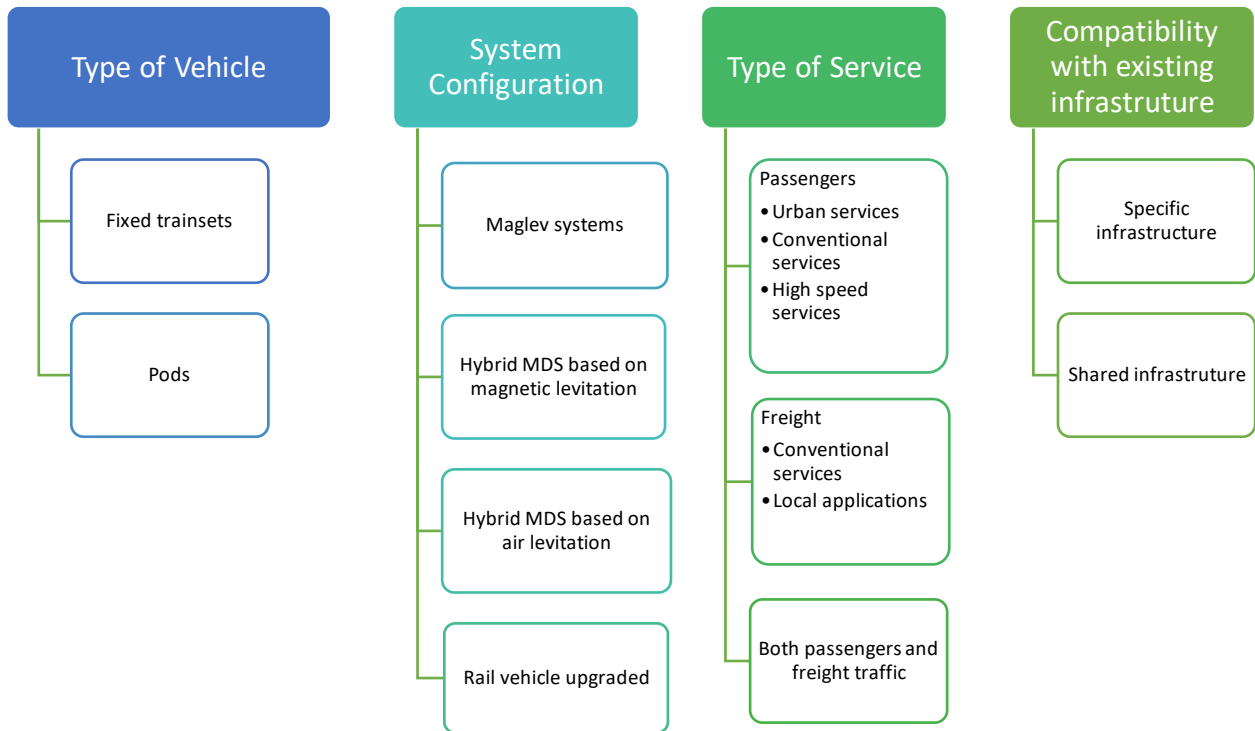 Type of Vehicle
Fixed trainsets
Pods
System
Configuration
Maglev systems
Hybrid MDS based on
magnetic levitation
Hybrid MDS based on
air levitation
Rail vehicle upgraded
Type of Service
Passengers
•Urban services
•Conventional
services
•High speed
services
Freight
•Conventional
services
•Local applications
Both passengers and
freight traffic
Compatibility
with existing
infrastruture
Specific
infrastructure
Shared infrastruture